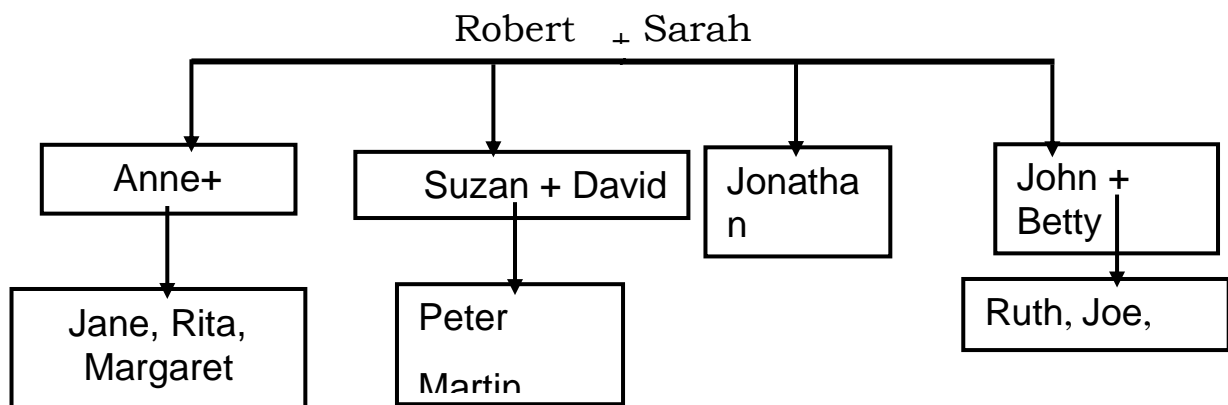 Robert + Sarah
Anne+
Suzan + David
Jonatha
n
John +
Betty
Jane, Rita,
Margaret
Peter
Martin
Ruth, Joe,